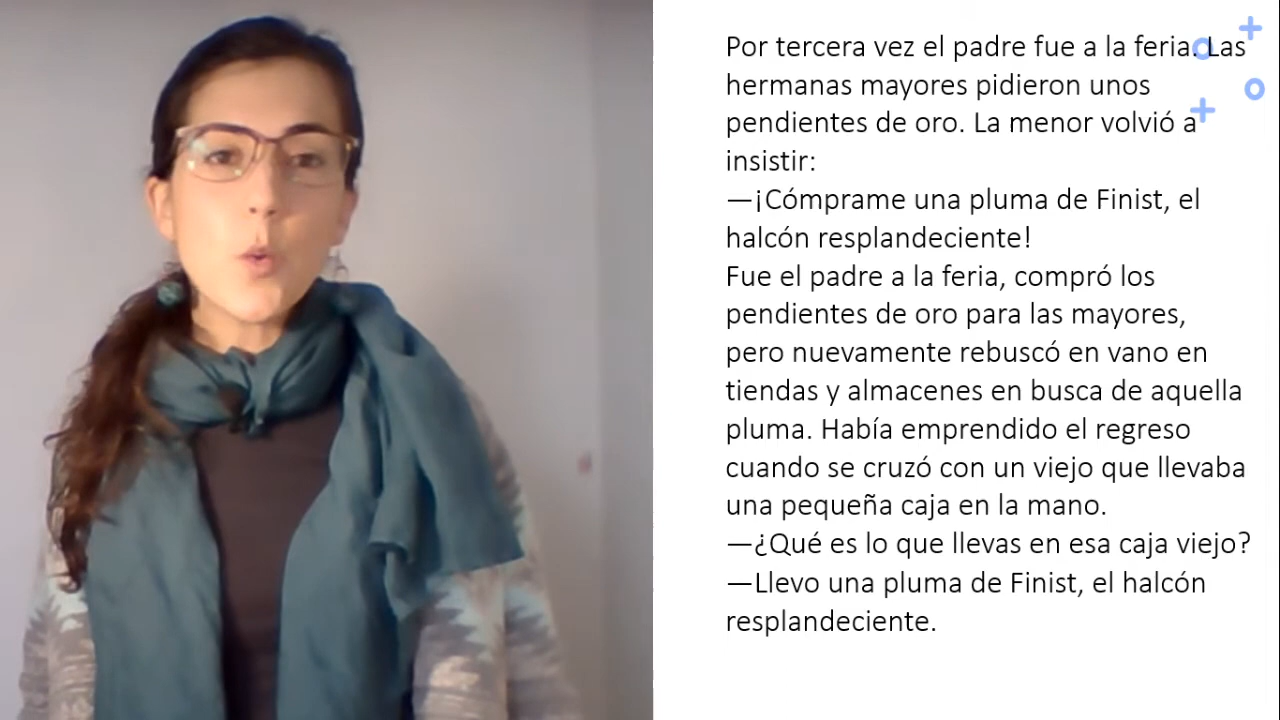 Por tercera vez el padre fue a la feria. Las
hermanas mayores pidieron unos
pendientes de oro. La menor volvió a
insistir:
—¡Cómprame una pluma de Finist, el
halcón resplandeciente!
Fue el padre a la feria, compró los
pendientes de oro para las mayores,
pero nuevamente rebuscó en vano en
tiendas y almacenes en busca de aquella
pluma. Había emprendido el regreso
cuando se cruzó con un viejo que llevaba
una pequeña caja en la mano.
—¿Qué es lo que llevas en esa caja viejo?
—Llevo una pluma de Finist, el halcón
resplandeciente.